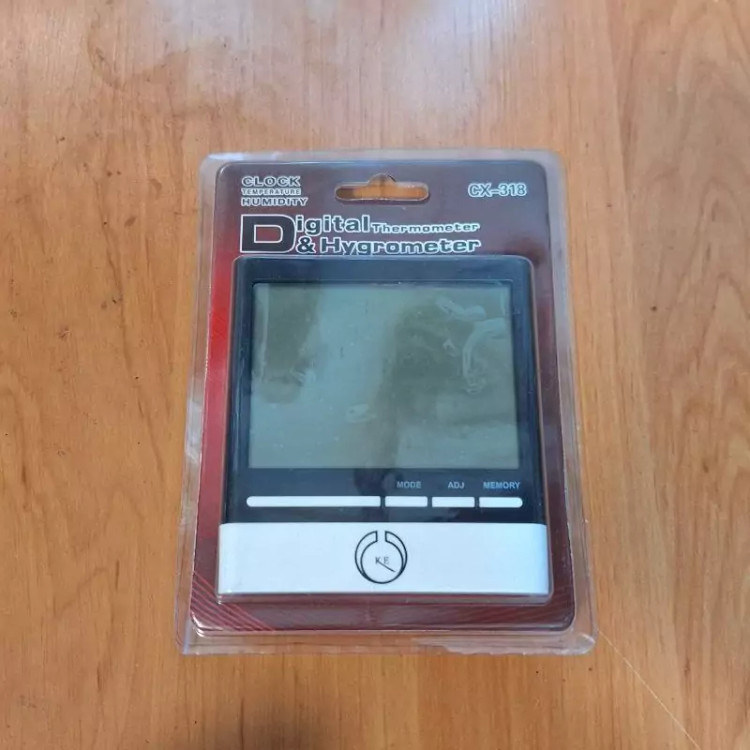 CLOCK
TEMPERATURE
HUMIDITY
CX-318
Digital Thermometer
& Hygrometer
MODE ADJ MEMORY
KE